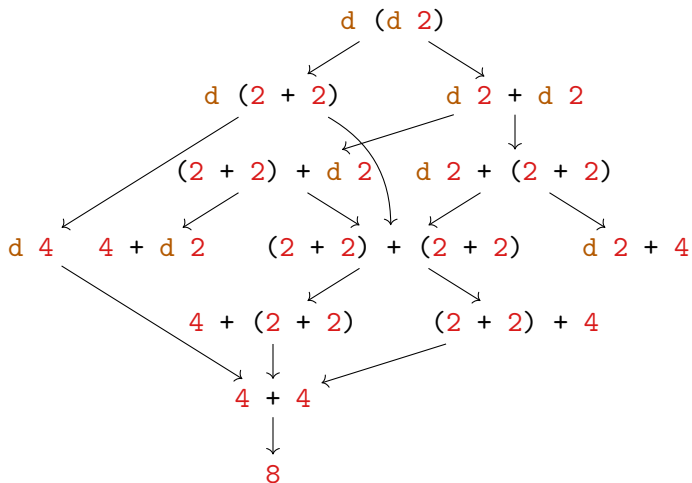 d (d 2)
d (2 + 2) d 2 + d 2
(2 + 2) + d 2 d 2 + (2 + 2)
d 4 4 + d 2 (2 + 2) + (2 + 2) d 2 + 4
4 + (2 + 2) (2 + 2) + 4
4 + 4
8